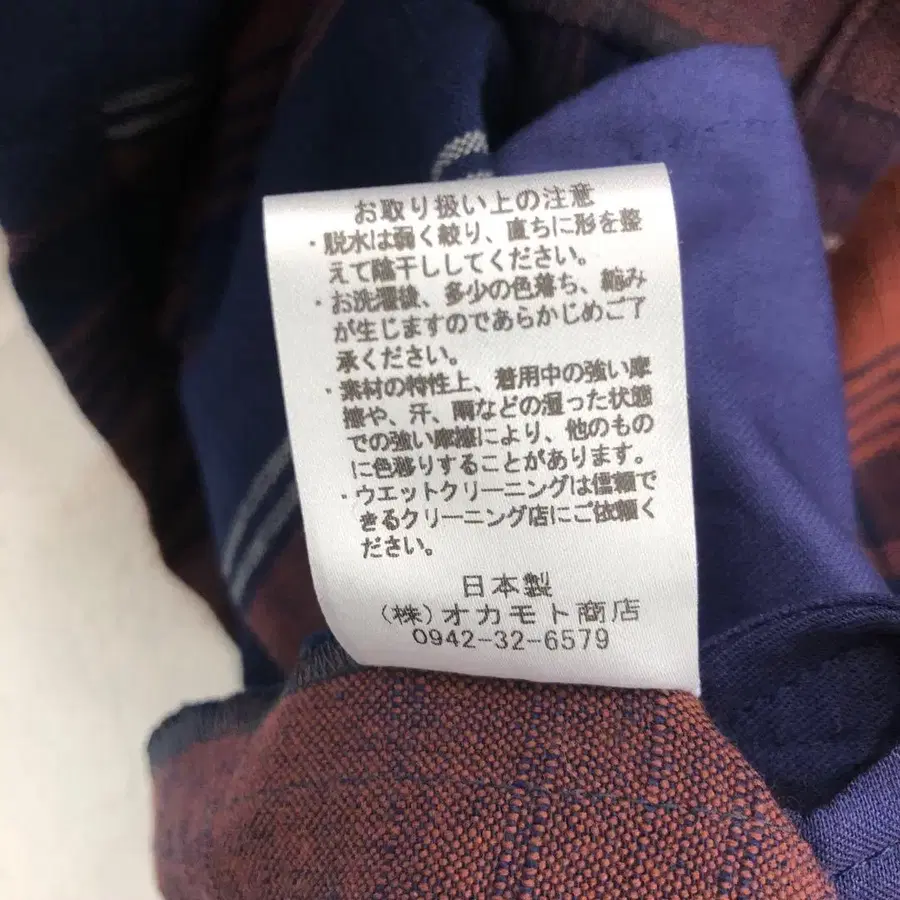 お取り扱い上の注意
・脱水は弱く絞り、直ちに形を整
えて陰干ししてください。
・お洗濯後、多少の色落ち、縮み
が生じますのであらかじめご了
承ください。
・素材の特性上、着用中の強い摩
擦や、汗、雨などの湿った状態
での強い摩擦により、他のもの
に色移りすることがあります。
・ウエットクリーニングは信頼で
きるクリーニング店にご依頼く
ださい。
日本製
(株)オカモト商店
0942-32-6579